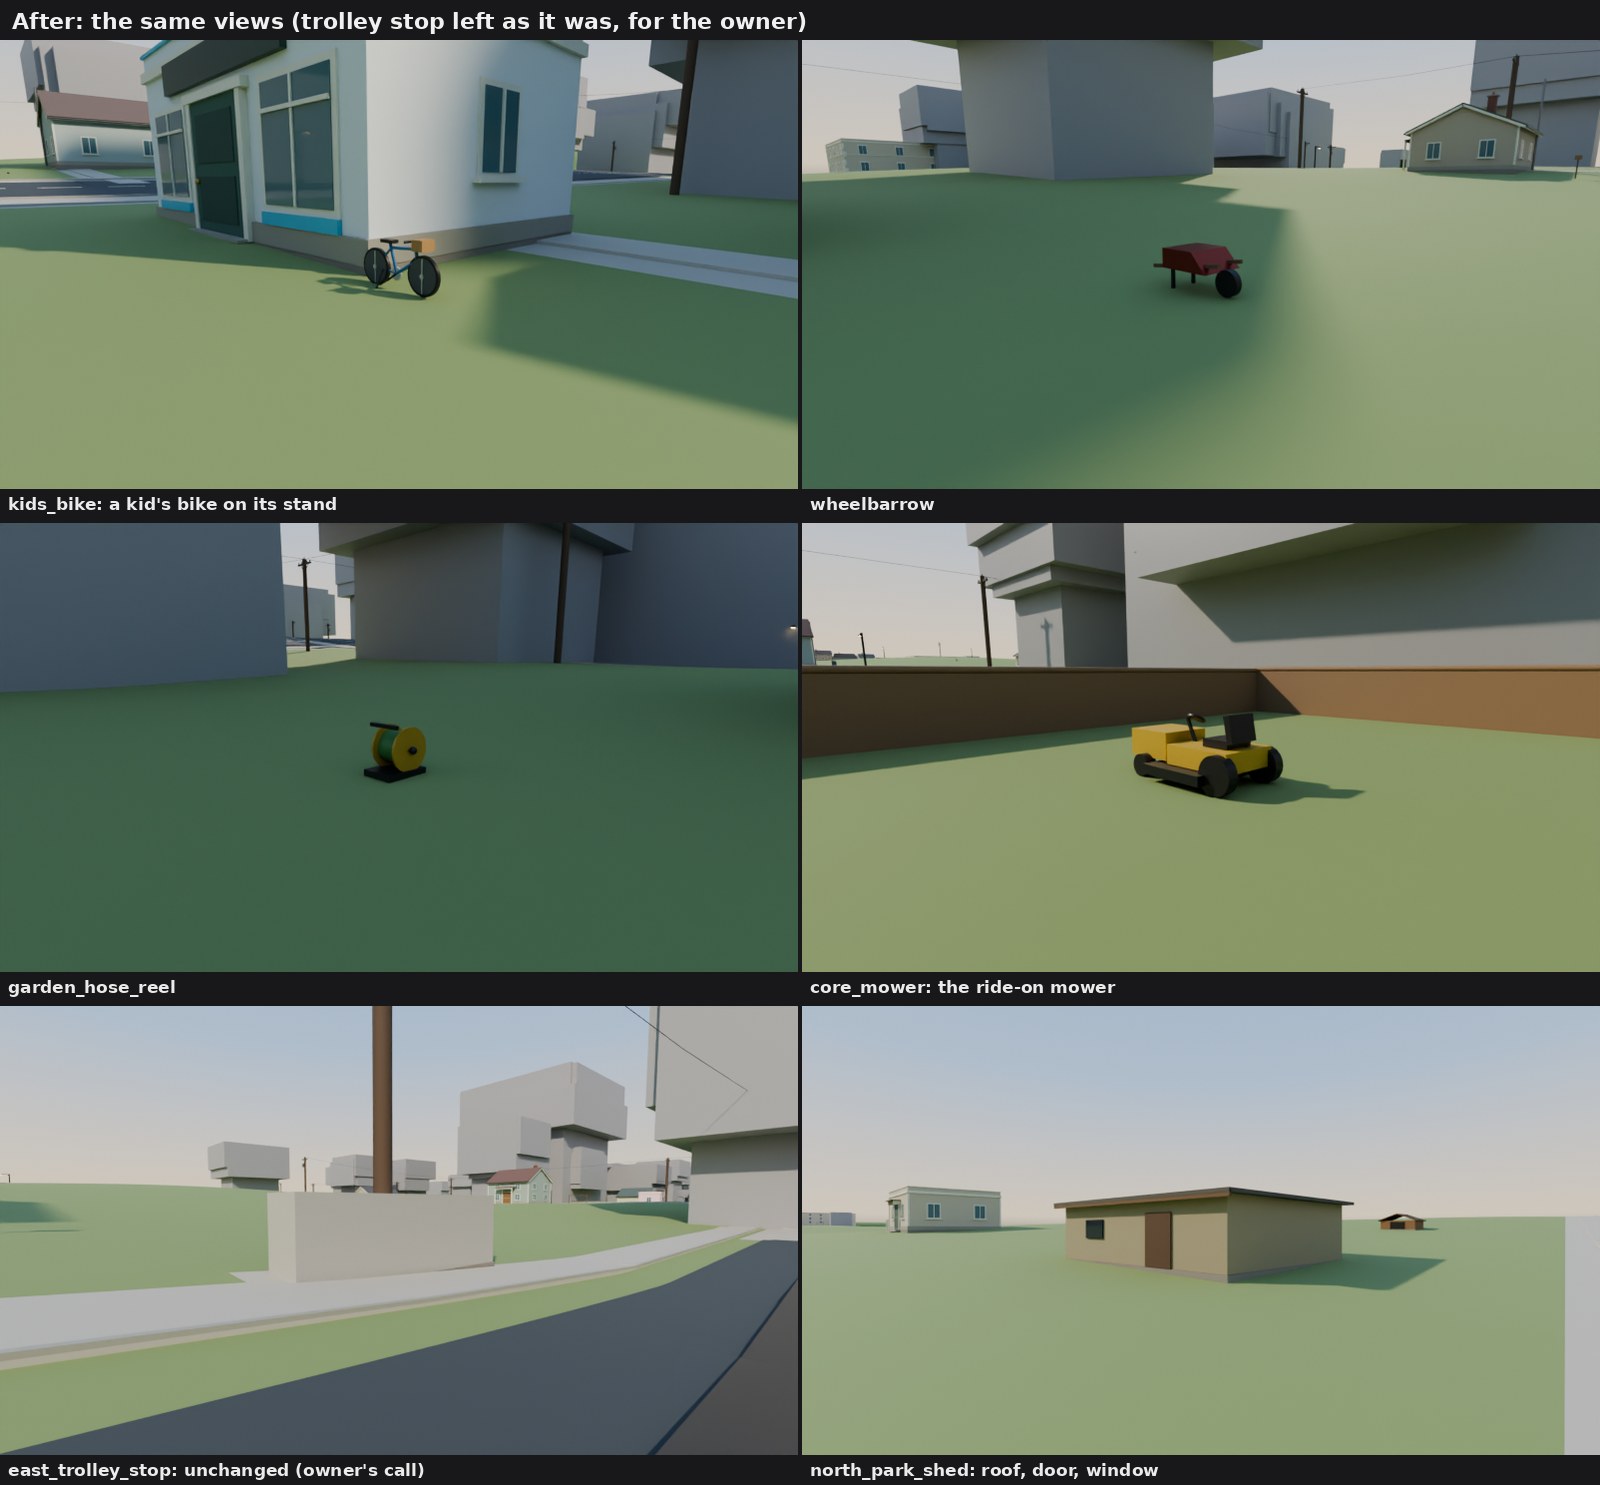 After: the same views (trolley stop left as it was, for the owner)
kids_bike: a kid's bike on its stand
wheelbarrow
garden_hose_reel
core_mower: the ride-on mower
east_trolley_stop: unchanged (owner's call)
north_park_shed: roof, door, window